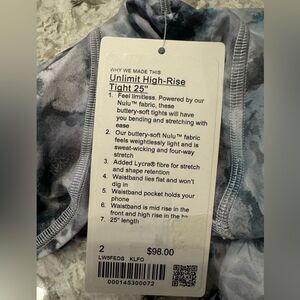 WHY WE MADE THIS
Unlimit High-Rise
Tight 25"
1. Feel limitless. Powered by our
Nulu™ fabric, these
buttery-soft tights will have
you bending and stretching with
ease
2. Our buttery-soft Nulu™ fabric
feels weightlessly light and is
sweat-wicking and four-way
stretch
3. Added Lycra® fibre for stretch
and shape retention
4. Waistband lies flat and won't
dig in
5. Waistband pocket holds your
phone
6. Waistband is mid rise in the
front and high rise in the
7. 25" length
2 $98.00
LW5FEDS KLFO
000145300072